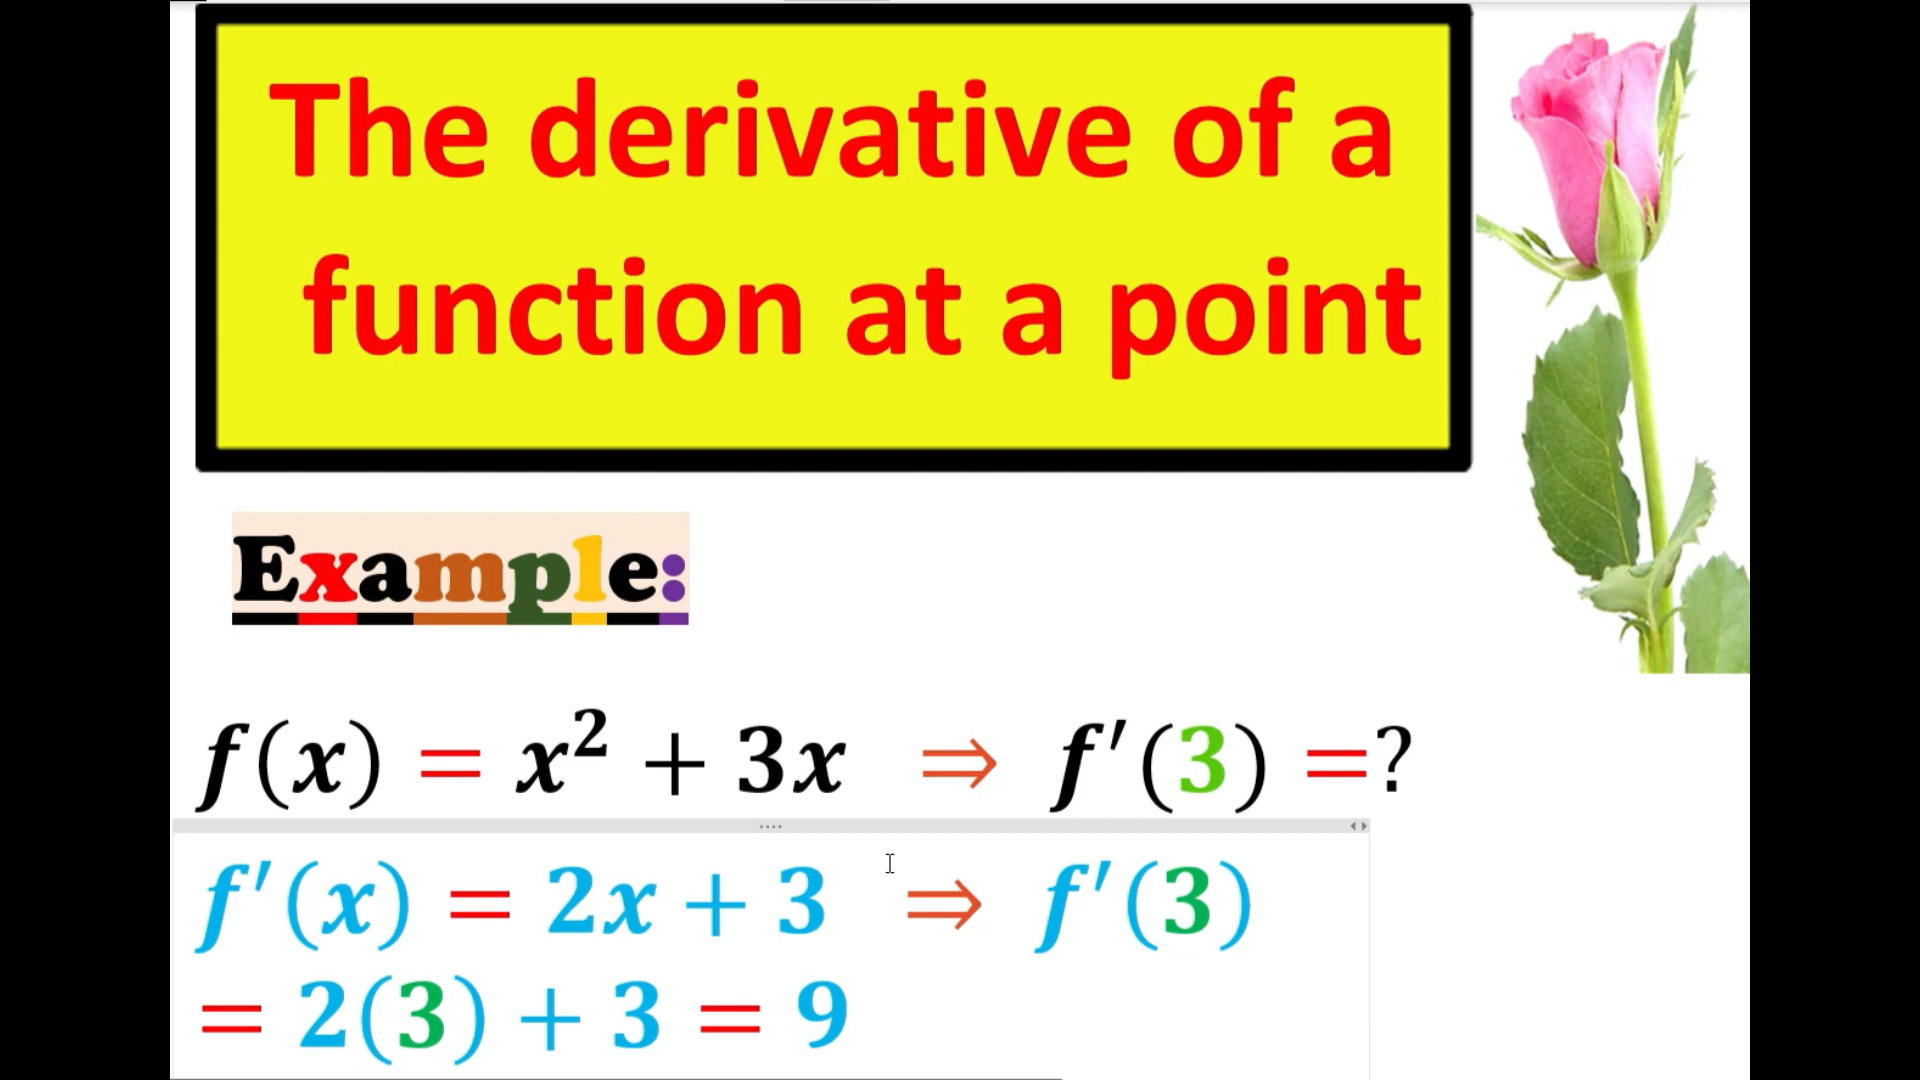 The derivative of a
function at a point
Example:
f(x) = x² + 3x ⇒ f′(3) =?
f′(x) = 2x + 3 ⇒ f′(3)
= 2(3) + 3 = 9